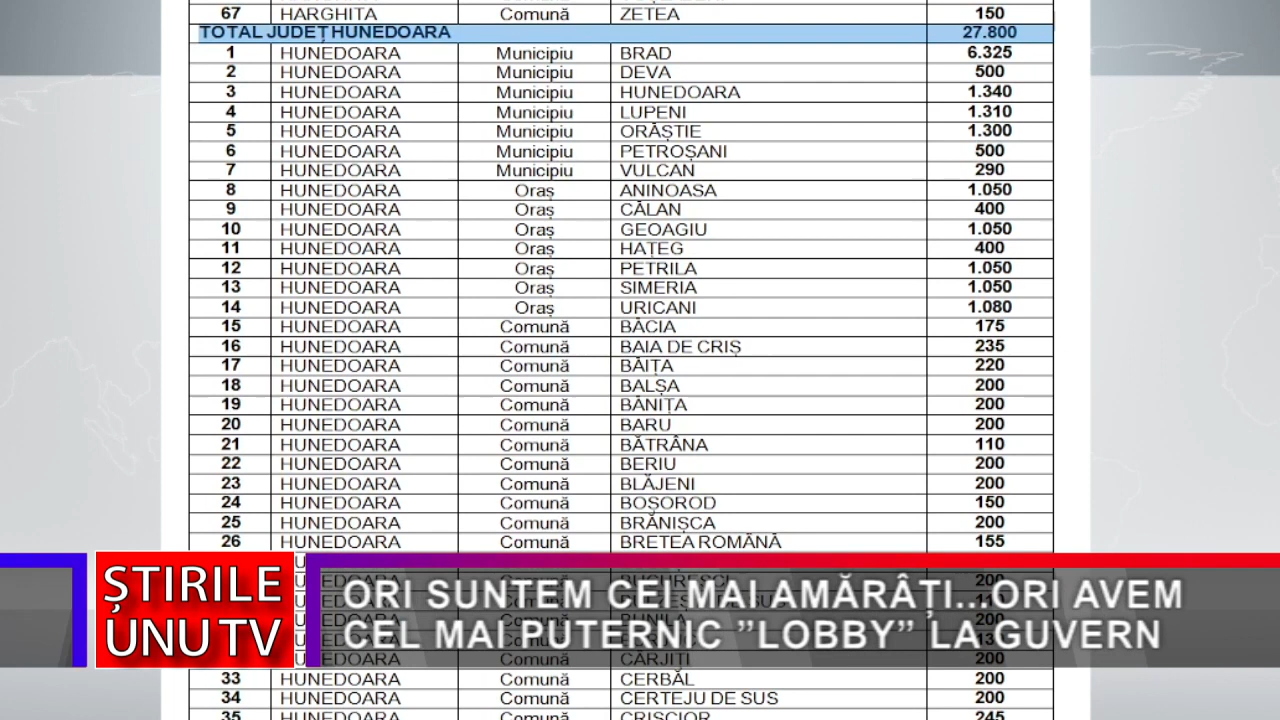 67 HARGHITA Comună ZETEA 150
TOTAL JUDEȚ HUNEDOARA 27.800
1 HUNEDOARA Municipiu BRAD 6.325
2 HUNEDOARA Municipiu DEVA 500
3 HUNEDOARA Municipiu HUNEDOARA 1.340
4 HUNEDOARA Municipiu LUPENI 1.310
5 HUNEDOARA Municipiu ORĂȘTIE 1.300
6 HUNEDOARA Municipiu PETROȘANI 500
7 HUNEDOARA Municipiu VULCAN 290
8 HUNEDOARA Oraș ANINOASA 1.050
9 HUNEDOARA Oraș CĂLAN 400
10 HUNEDOARA Oraș GEOAGIU 1.050
11 HUNEDOARA Oraș HAȚEG 400
12 HUNEDOARA Oraș PETRILA 1.050
13 HUNEDOARA Oraș SIMERIA 1.050
14 HUNEDOARA Oraș URICANI 1.080
15 HUNEDOARA Comună BĂCIA 175
16 HUNEDOARA Comună BAIA DE CRIȘ 235
17 HUNEDOARA Comună BĂIȚA 220
18 HUNEDOARA Comună BALȘA 200
19 HUNEDOARA Comună BĂNIȚA 200
20 HUNEDOARA Comună BARU 200
21 HUNEDOARA Comună BĂTRÂNA 110
22 HUNEDOARA Comună BERIU 200
23 HUNEDOARA Comună BLĂJENI 200
24 HUNEDOARA Comună BOȘOROD 150
25 HUNEDOARA Comună BRĂNIȘCA 200
26 HUNEDOARA Comună BRETEA ROMÂNĂ 155
ȘTIRILE
UNU TV
ORI SUNTEM CEI MAI AMĂRÂȚI... ORI AVEM
CEL MAI PUTERNIC ” LOBBY” LA GUVERN
CÂRJIȚI 200
33 HUNEDOARA Comună CERBĂL 200
34 HUNEDOARA Comună CERTEJU DE SUS 200
35 HUNEDOARA Comună CRIȘCIOR 245